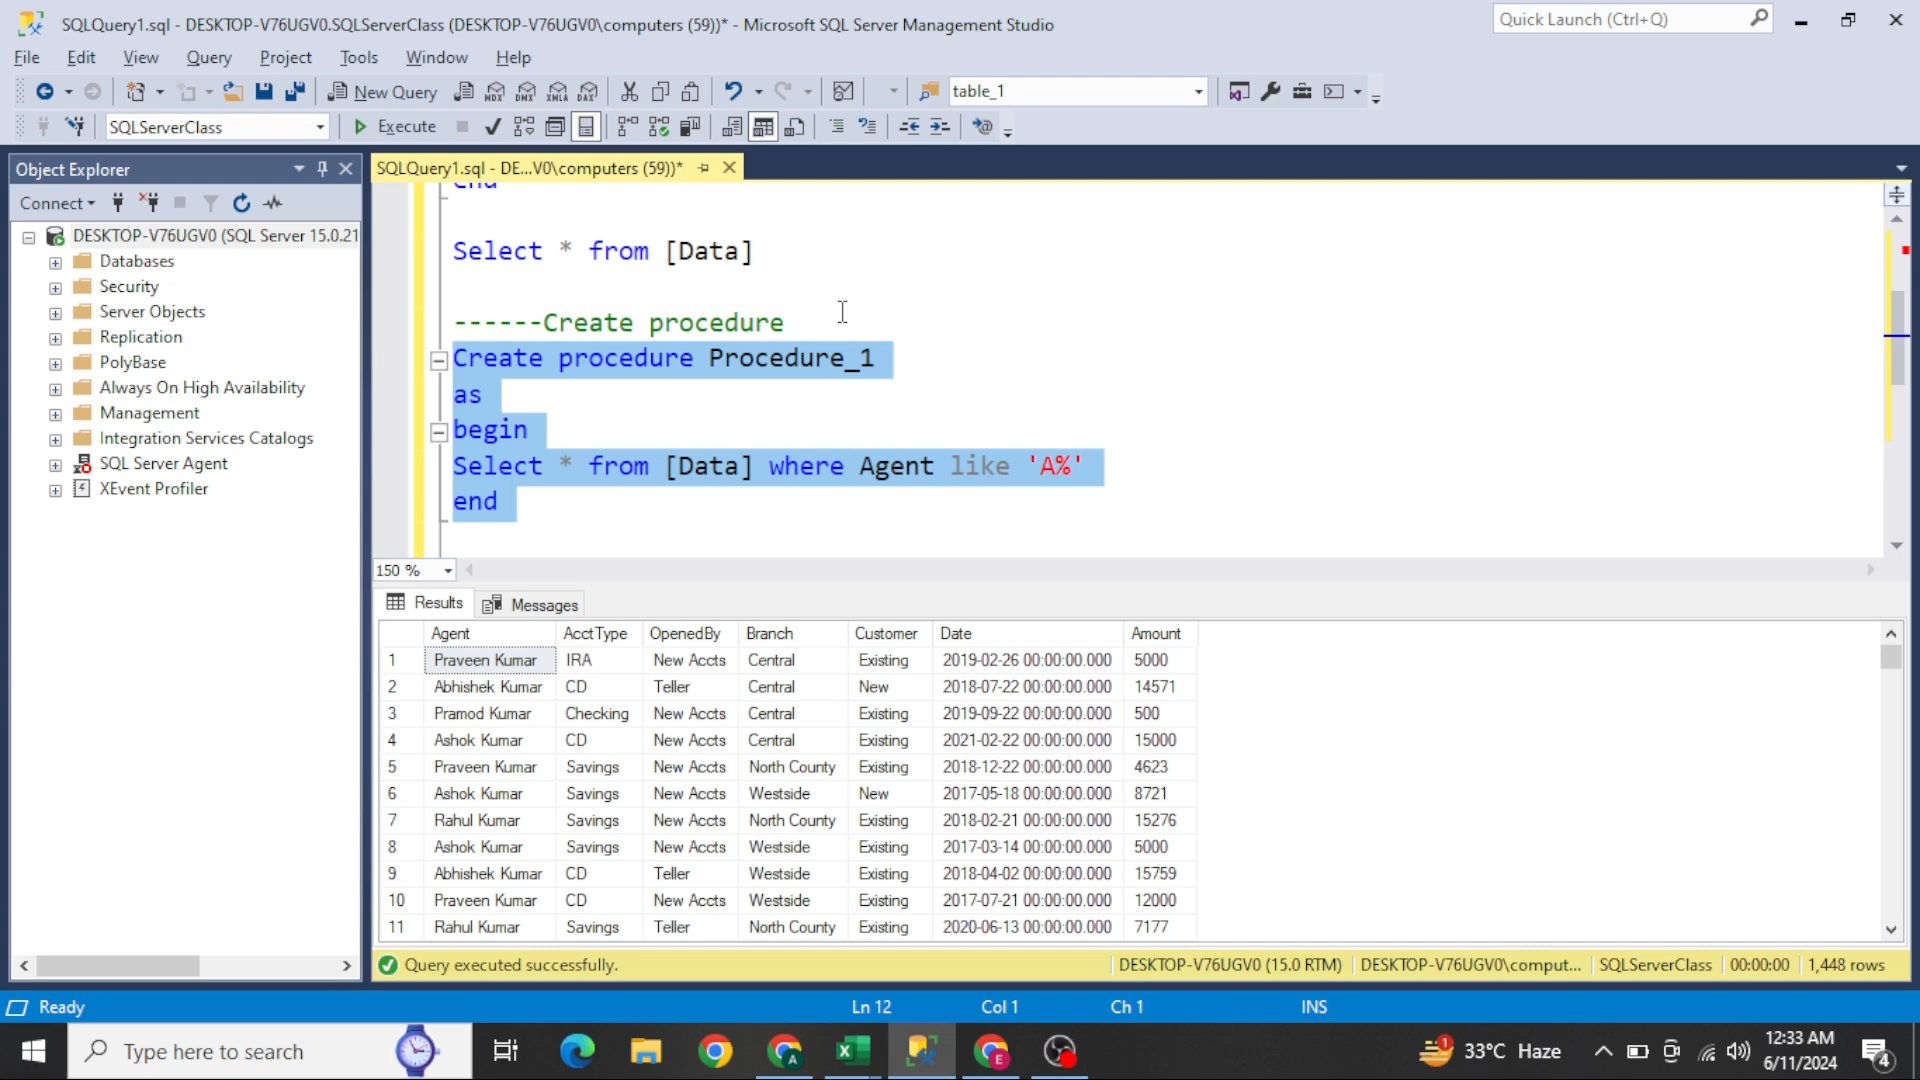 SQLQuery1.sql - DESKTOP-V76UGV0.SQLServerClass (DESKTOP-V76UGV0\computers (59))* - Microsoft SQL Server Management Studio
Quick Launch (Ctrl+Q)
File Edit View Query Project Tools Window Help
New Query MDX DMX XMLA DAX table_1
SQLServerClass Execute
Object Explorer
SQLQuery1.sql - DE...V0\computers (59))*
Connect
DESKTOP-V76UGV0 (SQL Server 15.0.21
Databases
Security
Server Objects
Replication
PolyBase
Always On High Availability
Management
Integration Services Catalogs
SQL Server Agent
XEvent Profiler
end
Select * from [Data]
------Create procedure
Create procedure Procedure_1
as
begin
Select * from [Data] where Agent like 'A%'
end
150 %
Results Messages
Agent AcctType OpenedBy Branch Customer Date Amount
1 Praveen Kumar IRA New Accts Central Existing 2019-02-26 00:00:00.000 5000
2 Abhishek Kumar CD Teller Central New 2018-07-22 00:00:00.000 14571
3 Pramod Kumar Checking New Accts Central Existing 2019-09-22 00:00:00.000 500
4 Ashok Kumar CD New Accts Central Existing 2021-02-22 00:00:00.000 15000
5 Praveen Kumar Savings New Accts North County Existing 2018-12-22 00:00:00.000 4623
6 Ashok Kumar Savings New Accts Westside New 2017-05-18 00:00:00.000 8721
7 Rahul Kumar Savings New Accts North County Existing 2018-02-21 00:00:00.000 15276
8 Ashok Kumar Savings New Accts Westside Existing 2017-03-14 00:00:00.000 5000
9 Abhishek Kumar CD Teller Westside Existing 2018-04-02 00:00:00.000 15759
10 Praveen Kumar CD New Accts Westside Existing 2017-07-21 00:00:00.000 12000
11 Rahul Kumar Savings Teller North County Existing 2020-06-13 00:00:00.000 7177
Query executed successfully. DESKTOP-V76UGV0 (15.0 RTM) DESKTOP-V76UGV0\comput... SQLServerClass 00:00:00 1,448 rows
Ready Ln 12 Col 1 Ch 1 INS
Type here to search
33°C Haze
12:33 AM
6/11/2024
4